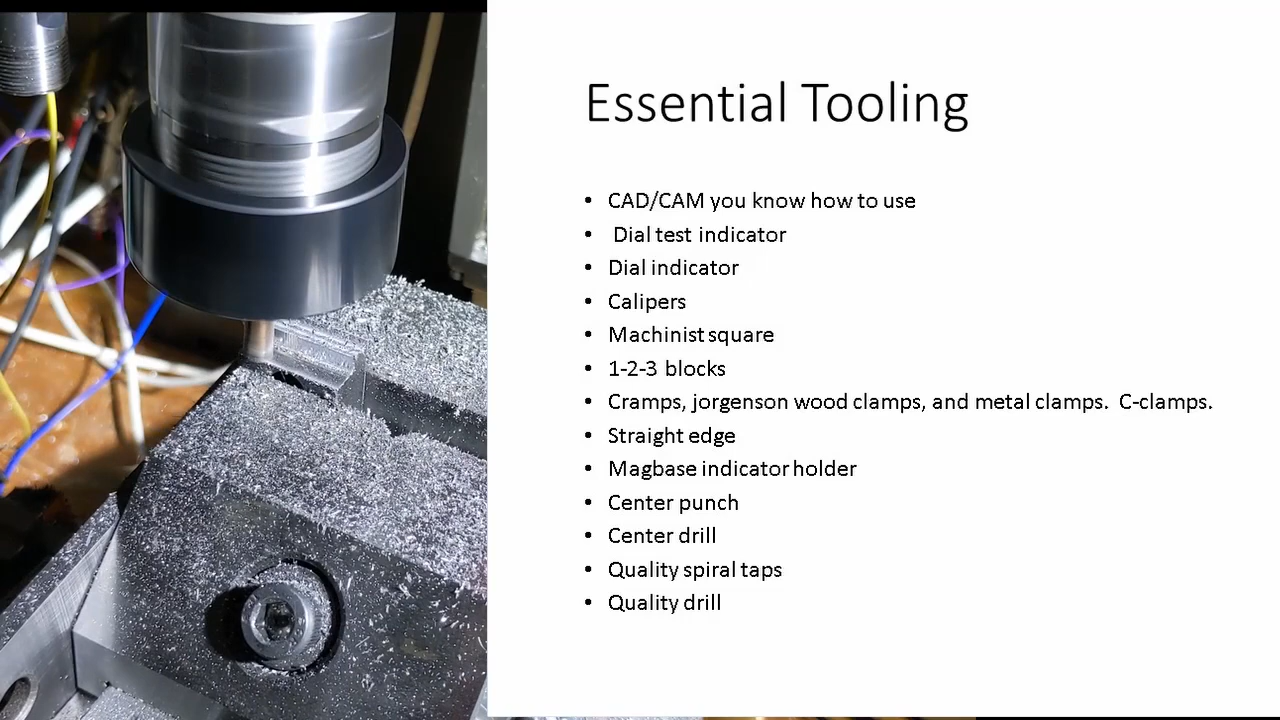 Essential Tooling
• CAD/CAM you know how to use
• Dial test indicator
• Dial indicator
• Calipers
• Machinist square
• 1-2-3 blocks
• Cramps, jorgenson wood clamps, and metal clamps.  C-clamps.
• Straight edge
• Magbase indicator holder
• Center punch
• Center drill
• Quality spiral taps
• Quality drill